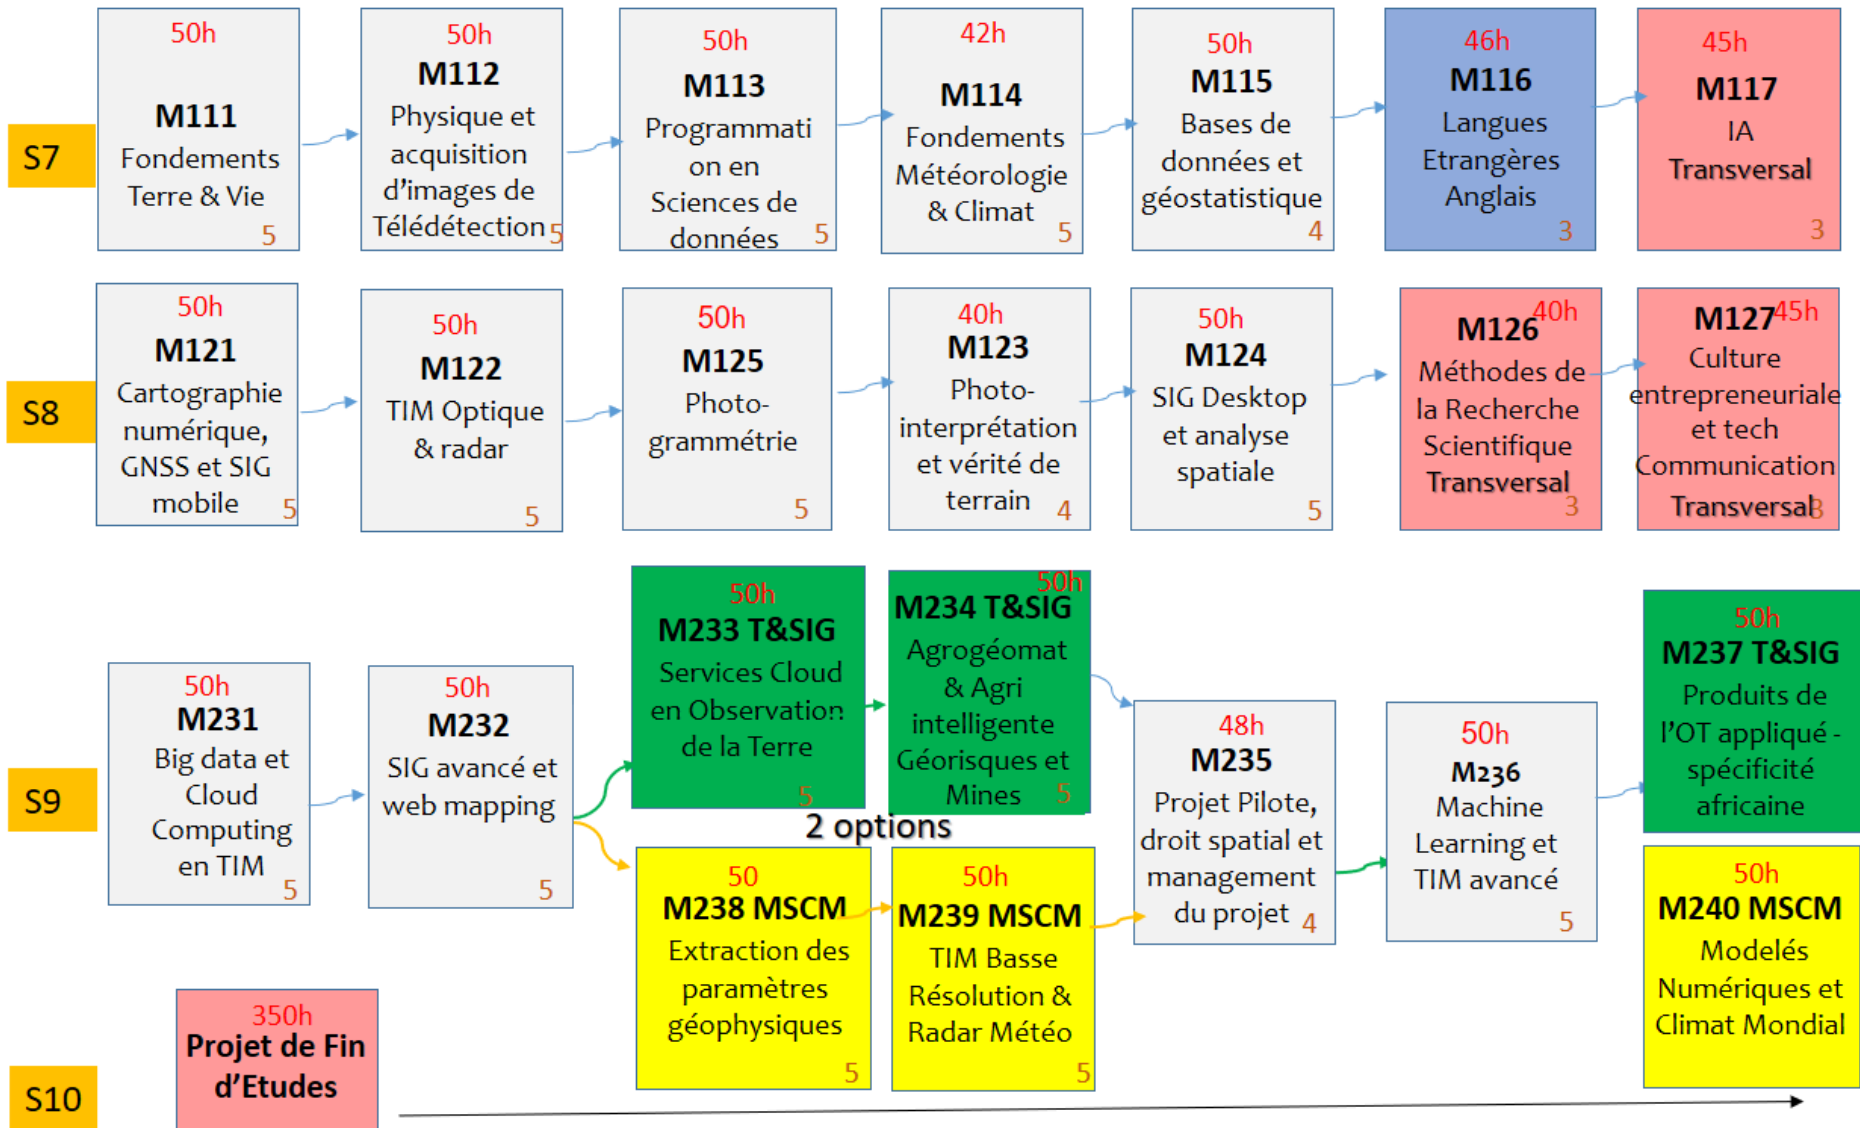 S7
50h
M111
Fondements
Terre & Vie
5
50h
M112
Physique et
acquisition
d'images de
Télédétection
5
50h
M113
Programmati
on en
Sciences de
données
5
42h
M114
Fondements
Météorologie
& Climat
5
50h
M115
Bases de
données et
géostatistique
4
46h
M116
Langues
Etrangères
Anglais
3
45h
M117
IA
Transversal
3
S8
50h
M121
Cartographie
numérique,
GNSS et SIG
mobile
5
50h
M122
TIM Optique
& radar
5
50h
M125
Photo-
grammétrie
5
40h
M123
Photo-
interprétation
et vérité de
terrain
4
50h
M124
SIG Desktop
et analyse
spatiale
5
40h
M126
Méthodes de
la Recherche
Scientifique
Transversal
3
45h
M127
Culture
entrepreneuriale
et tech
Communication
Transversal
3
S9
50h
M231
Big data et
Cloud
Computing
en TIM
5
50h
M232
SIG avancé et
web mapping
5
50h
M233 T&SIG
Services Cloud
en Observation
de la Terre
5
50h
M234 T&SIG
Agrogéomat
& Agri
intelligente
Géorisques et
Mines
5
2 options
50
M238 MSCM
Extraction des
paramètres
géophysiques
5
50h
M239 MSCM
TIM Basse
Résolution &
Radar Météo
5
48h
M235
Projet Pilote,
droit spatial et
management
du projet
4
50h
M236
Machine
Learning et
TIM avancé
5
50h
M237 T&SIG
Produits de
l'OT appliqué -
spécificité
africaine
50h
M240 MSCM
Modelés
Numériques et
Climat Mondial
S10
350h
Projet de Fin
d'Etudes